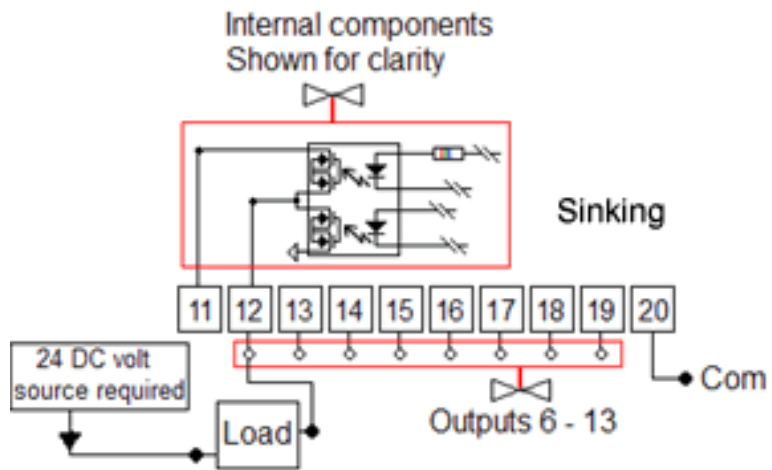 Internal components
Shown for clarity
Sinking
11 12 13 14 15 16 17 18 19 20
24 DC volt
source required
Load
Outputs 6 - 13
Com